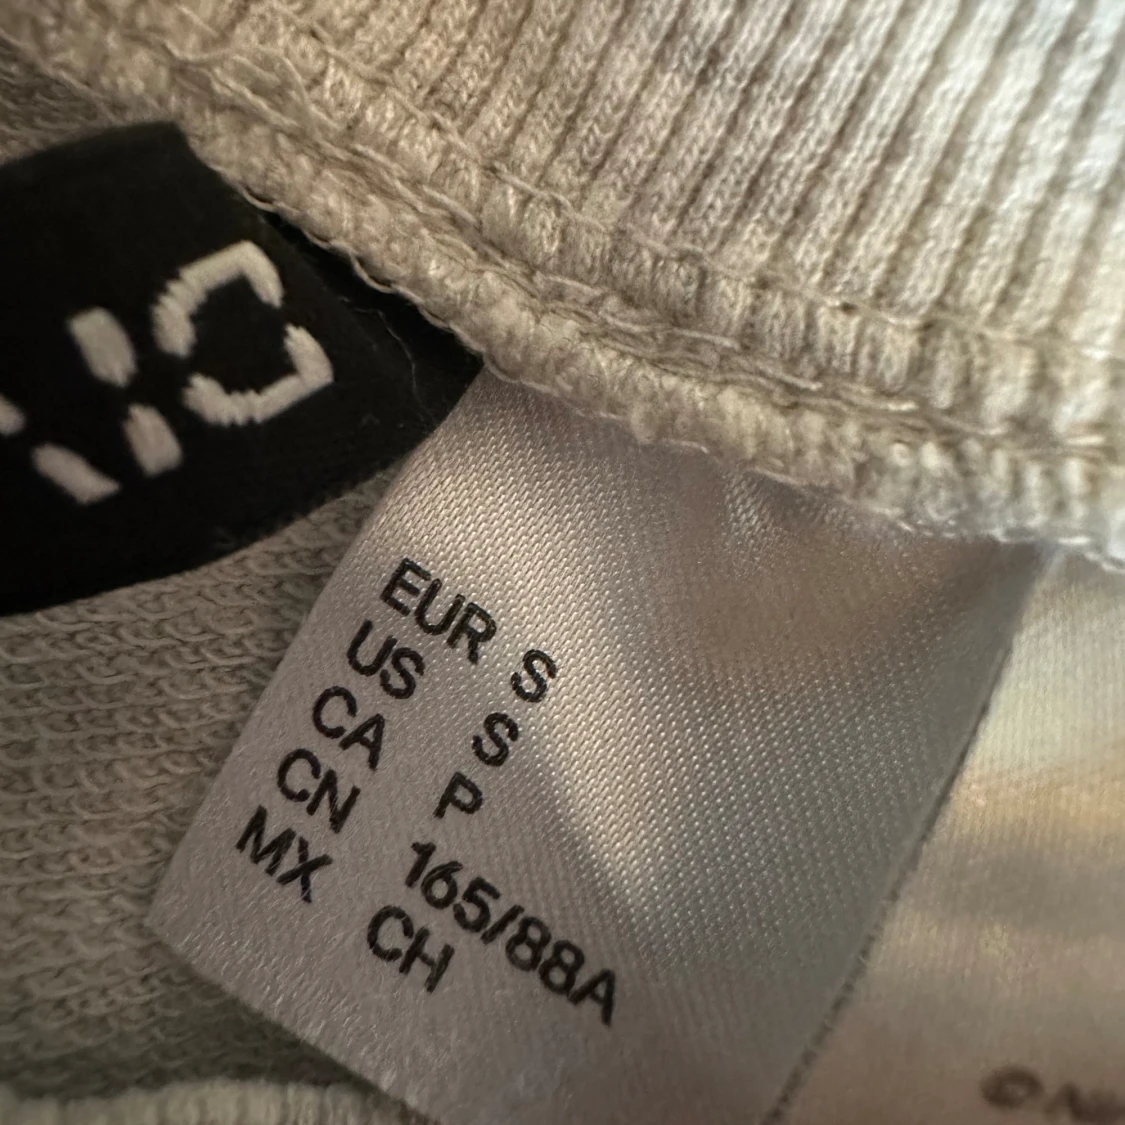 EUR S
US S
CA P
CN 165/88A
MX CH